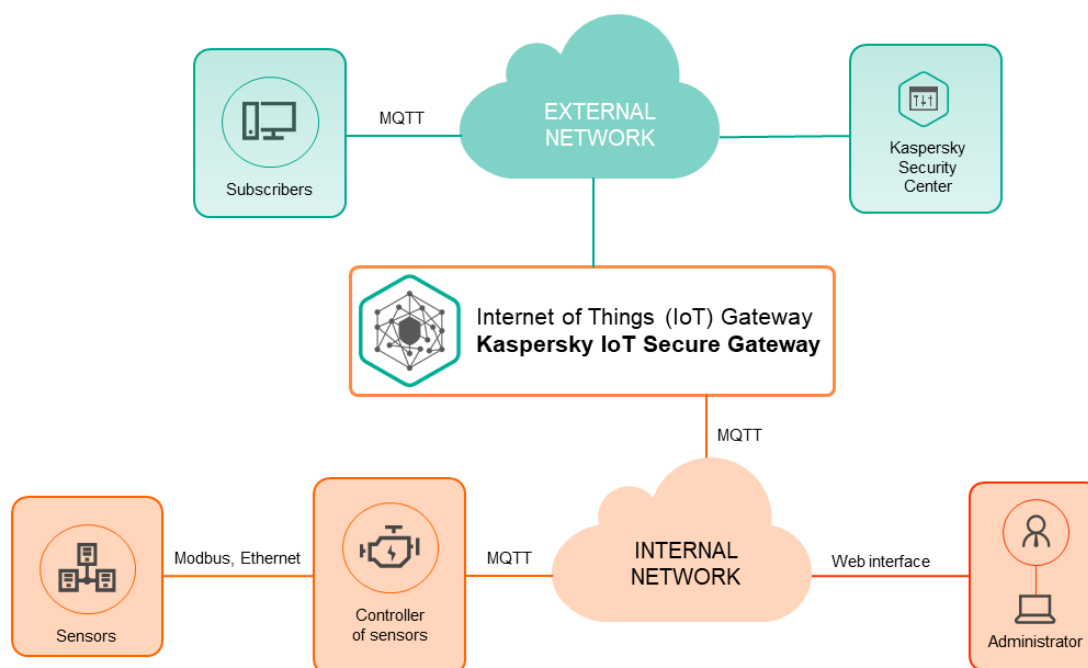 EXTERNAL
NETWORK
MQTT
Subscribers
Kaspersky
Security
Center
Internet of Things (IoT) Gateway
Kaspersky IoT Secure Gateway
MQTT
INTERNAL
NETWORK
Modbus, Ethernet
MQTT
Web interface
Sensors
Controller
of sensors
Administrator